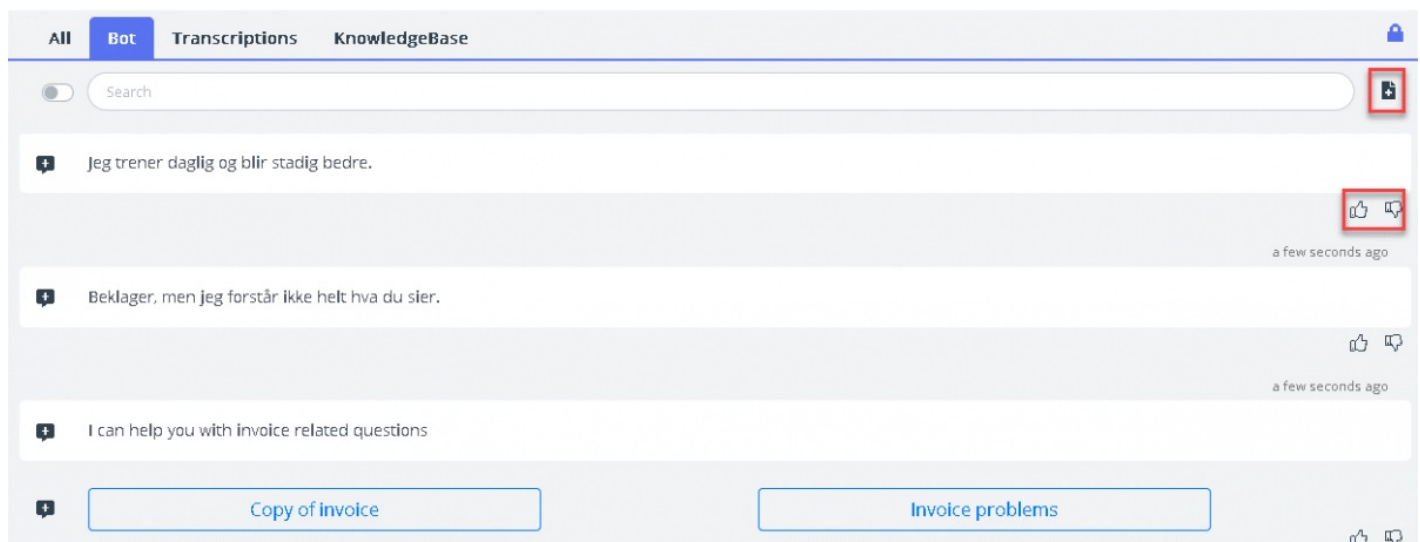 All Bot Transcriptions KnowledgeBase
Search
Jeg trener daglig og blir stadig bedre.
a few seconds ago
Beklager, men jeg forstår ikke helt hva du sier.
a few seconds ago
I can help you with invoice related questions
Copy of invoice Invoice problems